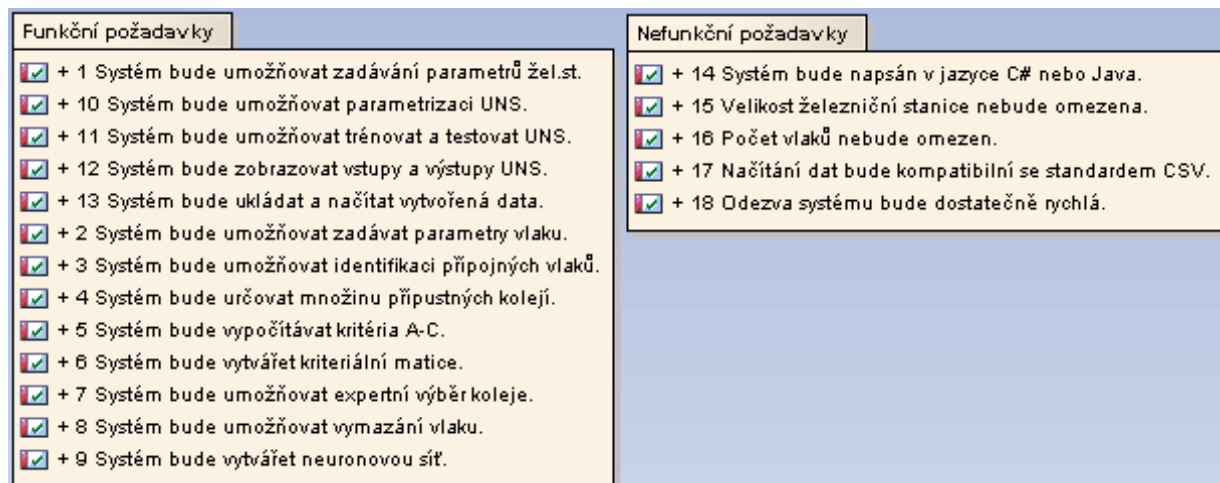 Funkční požadavky
+ 1 Systém bude umožňovat zadávání parametrů žel.st.
+ 10 Systém bude umožňovat parametrizaci UNS.
+ 11 Systém bude umožňovat trénovat a testovat UNS.
+ 12 Systém bude zobrazovat vstupy a výstupy UNS.
+ 13 Systém bude ukládat a načítat vytvořená data.
+ 2 Systém bude umožňovat zadávat parametry vlaku.
+ 3 Systém bude umožňovat identifikaci přípojných vlaků.
+ 4 Systém bude určovat množinu přípustných kolejí.
+ 5 Systém bude vypočítávat kritéria A-C.
+ 6 Systém bude vytvářet kriteriální matice.
+ 7 Systém bude umožňovat expertní výběr koleje.
+ 8 Systém bude umožňovat vymazání vlaku.
+ 9 Systém bude vytvářet neuronovou síť.
Nefunkční požadavky
+ 14 Systém bude napsán v jazyce C# nebo Java.
+ 15 Velikost železniční stanice nebude omezena.
+ 16 Počet vlaků nebude omezen.
+ 17 Načítání dat bude kompatibilní se standardem CSV.
+ 18 Odezva systému bude dostatečně rychlá.